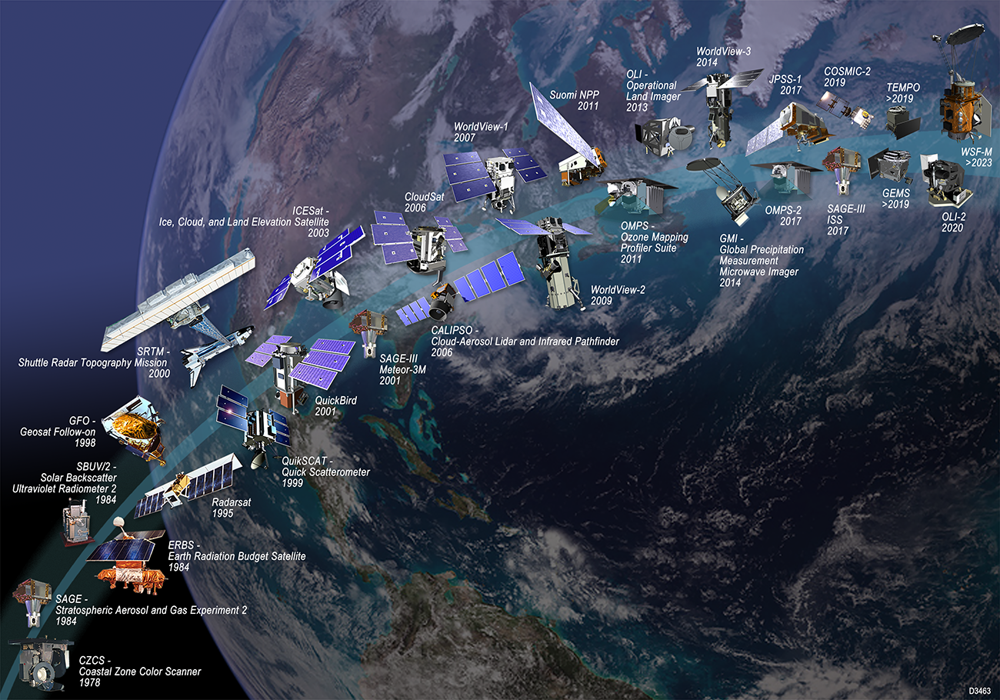 WorldView-3
2014
OLI -
Operational
Land Imager
2013
JPSS-1
2017
COSMIC-2
2019
TEMPO
>2019
Suomi NPP
2011
WorldView-1
2007
WSF-M
>2023
CloudSat
2006
GEMS
>2019
ICESat -
Ice, Cloud, and Land Elevation Satellite
2003
OMPS-2
2017
SAGE-III
ISS
2017
OLI-2
2020
OMPS -
Ozone Mapping
Profiler Suite
2011
GMI -
Global Precipitation
Measurement
Microwave Imager
2014
WorldView-2
2009
CALIPSO -
Cloud-Aerosol Lidar and Infrared Pathfinder
2006
SRTM -
Shuttle Radar Topography Mission
2000
SAGE-III
Meteor-3M
2001
QuickBird
2001
GFO -
Geosat Follow-on
1998
QuikSCAT -
Quick Scatterometer
1999
SBUV/2 -
Solar Backscatter
Ultraviolet Radiometer 2
1984
Radarsat
1995
ERBS -
Earth Radiation Budget Satellite
1984
SAGE -
Stratospheric Aerosol and Gas Experiment 2
1984
CZCS -
Coastal Zone Color Scanner
1978
D3463